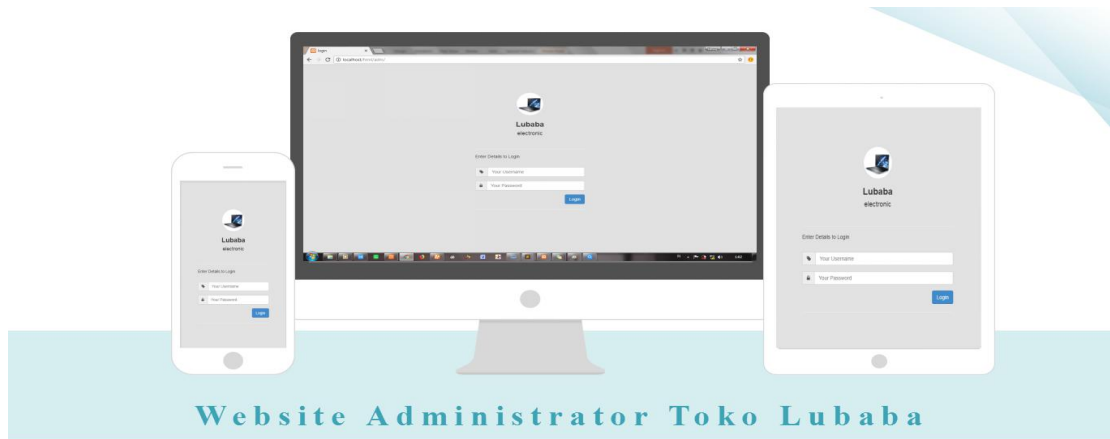 login
Lubaba
electronic
Enter Details to Login
Your Username
Your Password
Login
Lubaba
electronic
Enter Details to Login
Your Username
Your Password
Login
Lubaba
electronic
Enter Details to Login
Your Username
Your Password
Login
Website Administrator Toko Lubaba